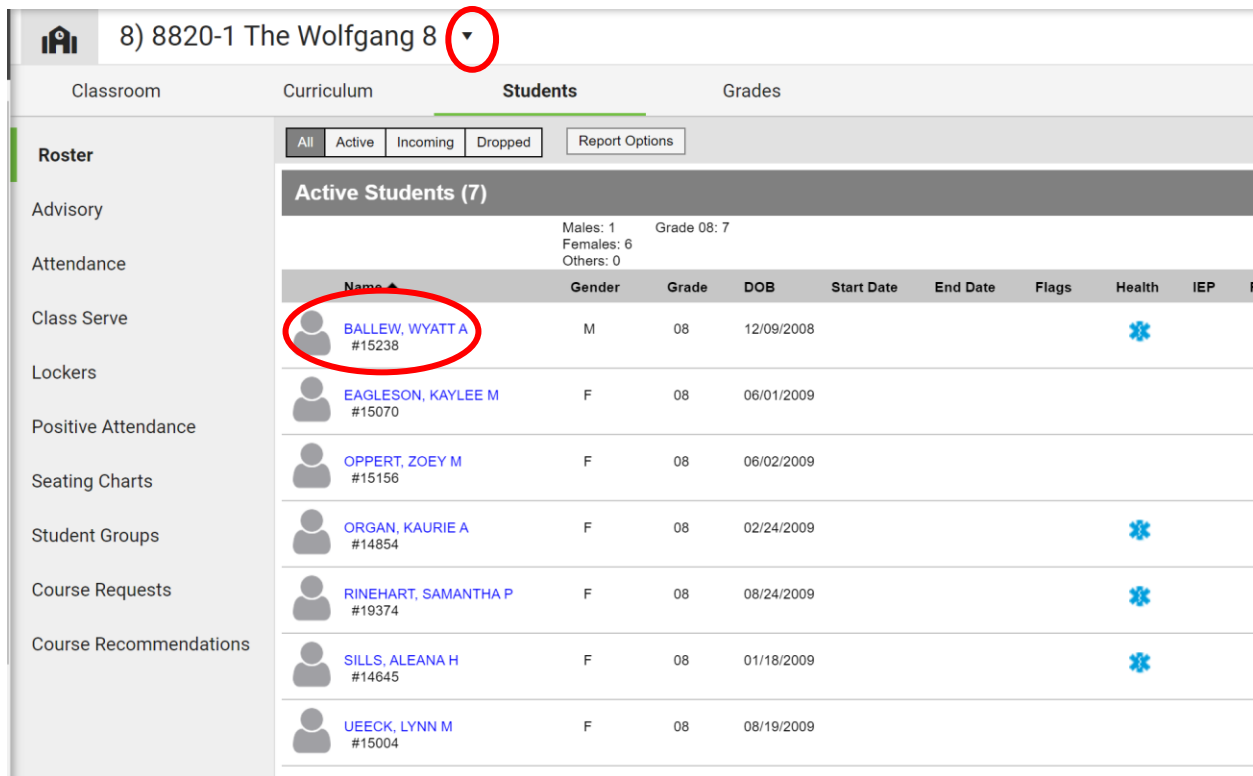 8) 8820-1 The Wolfgang 8
Classroom Curriculum Students Grades
Roster
Advisory
Attendance
Class Serve
Lockers
Positive Attendance
Seating Charts
Student Groups
Course Requests
Course Recommendations
All Active Incoming Dropped Report Options
Active Students (7)
Males: 1 Grade 08: 7
Females: 6
Others: 0
Name Gender Grade DOB Start Date End Date Flags Health IEP
BALLEW, WYATT A M 08 12/09/2008
#15238
EAGLESON, KAYLEE M F 08 06/01/2009
#15070
OPPERT, ZOEY M F 08 06/02/2009
#15156
ORGAN, KAURIE A F 08 02/24/2009
#14854
RINEHART, SAMANTHA P F 08 08/24/2009
#19374
SILLS, ALEANA H F 08 01/18/2009
#14645
UEECK, LYNN M F 08 08/19/2009
#15004